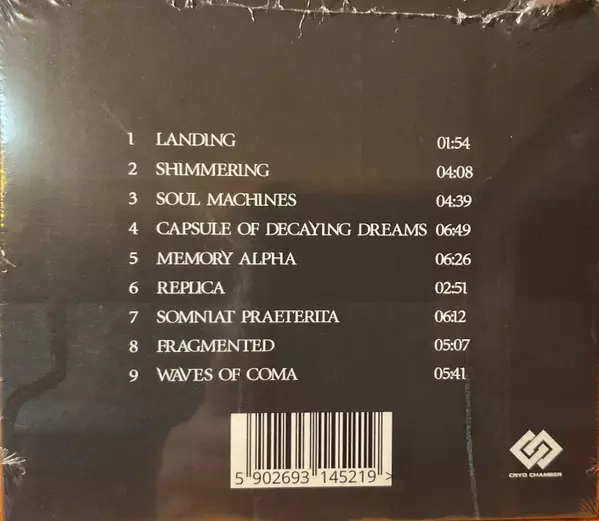 1 LANDING 01:54
2 SHIMMERING 04:08
3 SOUL MACHINES 04:39
4 CAPSULE OF DECAYING DREAMS 06:49
5 MEMORY ALPHA 06:26
6 REPLICA 02:51
7 SOMNIAT PRAETERITA 06:12
8 FRAGMENTED 05:07
9 WAVES OF COMA 05:41
5 902693 145219 >
CRYO CHAMBER